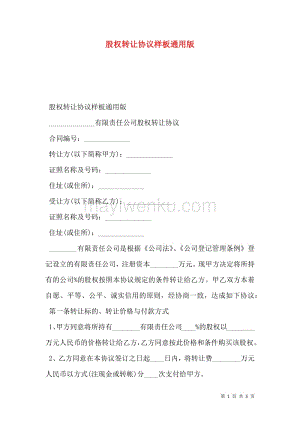 股权转让协议样板通用版
股权转让协议样板通用版
____________有限责任公司股权转让协议
合同编号:____________
转让方(以下简称甲方):____________
证照名称及号码:____________
住址(或住所):____________
受让方(以下简称乙方):____________
证照名称及号码:____________
住址(或住所):____________
mayiwenku.com
________有限责任公司是根据《公司法》、《公司登记管理条例》登
记设立的有限责任公司,注册资本________万元。现甲方决定将所持有
的公司%的股权按照本协议规定的条件转让给乙方。甲乙双方本着
自愿、平等、公平、诚实信用的原则,经协商一致,达成如下协议:
第一条转让标的、转让价格与付款方式
1、甲方同意将所持有________有限责任公司____%的股权以____
万元人民币的价格转让给乙方,乙方同意按此价格和条件购买该股权。
2、乙方同意在本协议签订之日起____日内,将转让费________万元
人民币以方式(注现金或转帐)分____次支付给甲方。
第 1 页 共 6 页